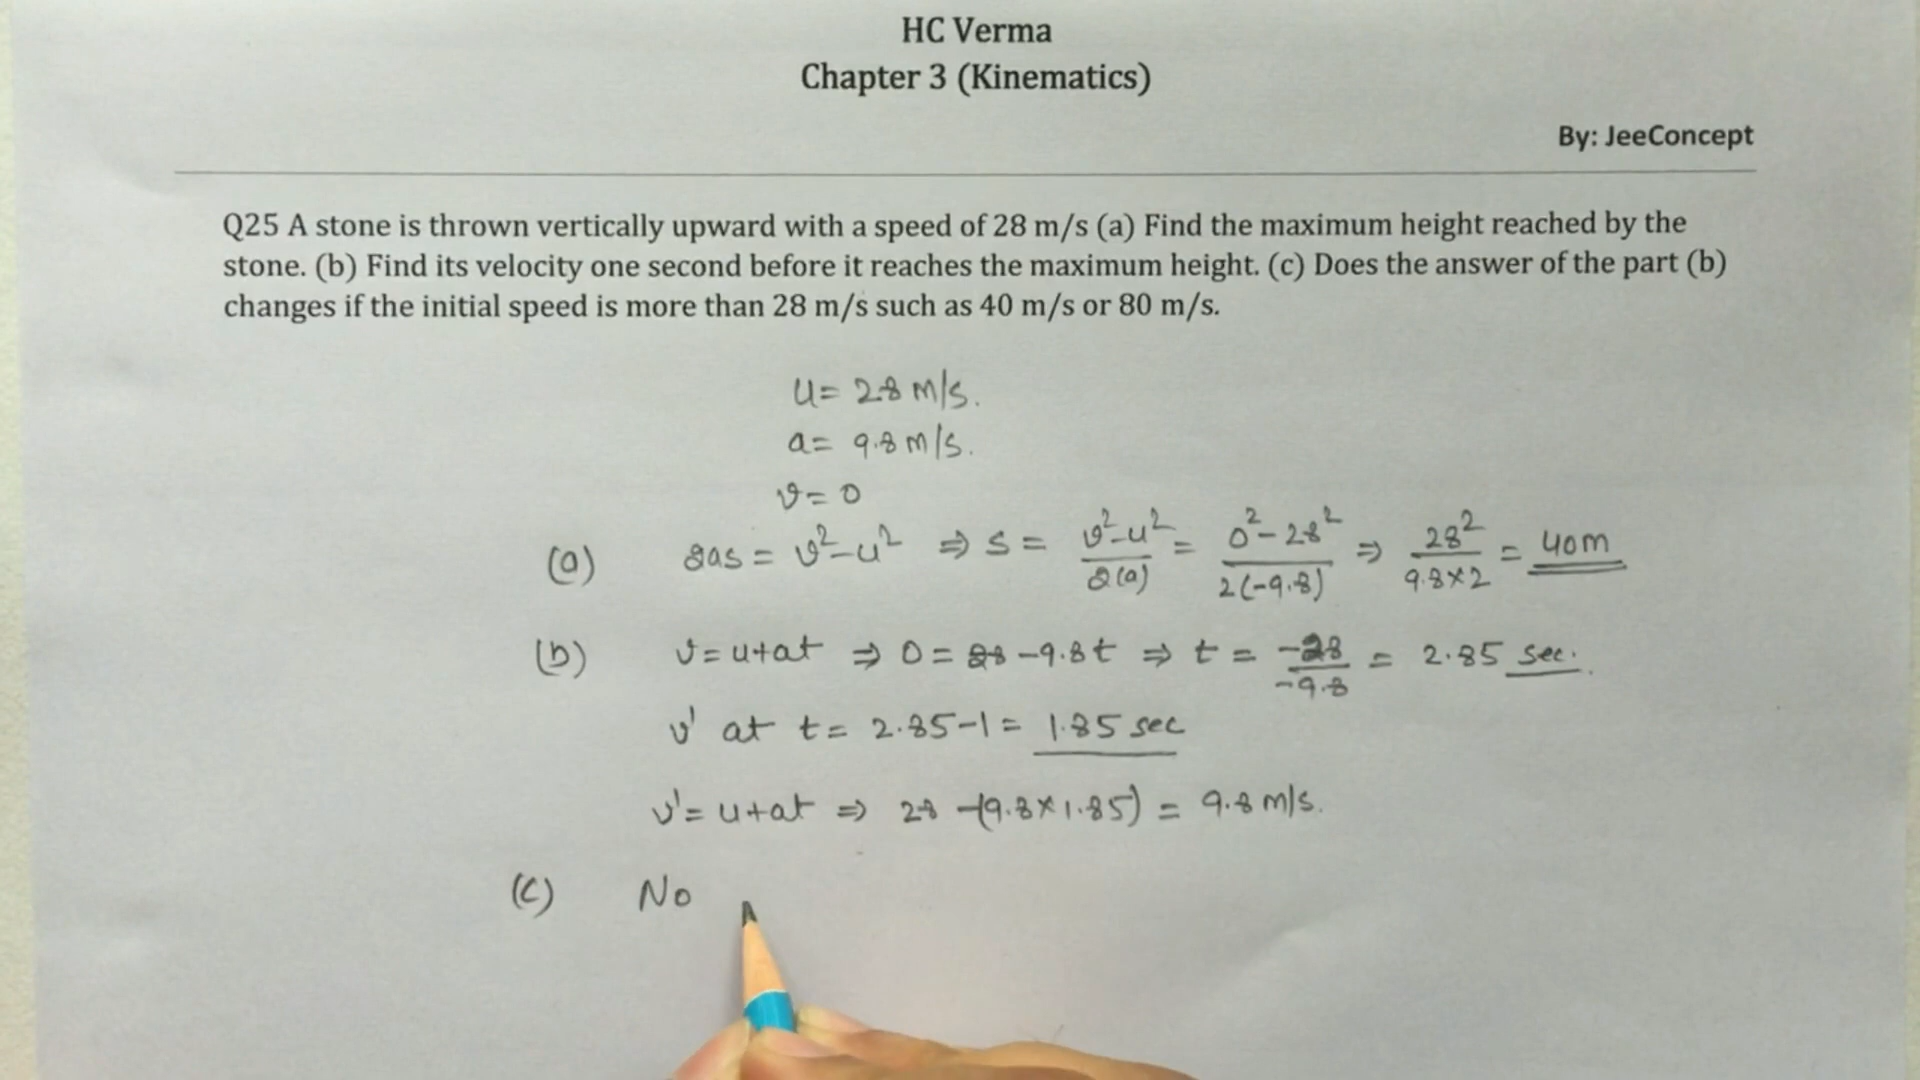 HC Verma
Chapter 3 (Kinematics)
By: JeeConcept
Q25 A stone is thrown vertically upward with a speed of 28 m/s (a) Find the maximum height reached by the
stone. (b) Find its velocity one second before it reaches the maximum height. (c) Does the answer of the part (b)
changes if the initial speed is more than 28 m/s such as 40 m/s or 80 m/s.
u = 28 m/s.
a = 9.8 m/s.
v = 0
(a) 2as = v²-u² ⇒ s = v²-u²/2(a) = 0²-28²/2(-9.8) ⇒ 28²/9.8×2 = 40m
(b) v = u+at ⇒ 0 = 28-9.8t ⇒ t = -28/-9.8 = 2.85 sec.
v' at t = 2.85-1 = 1.85 sec
v' = u+at ⇒ 28-(9.8×1.85) = 9.8 m/s.
(c) No